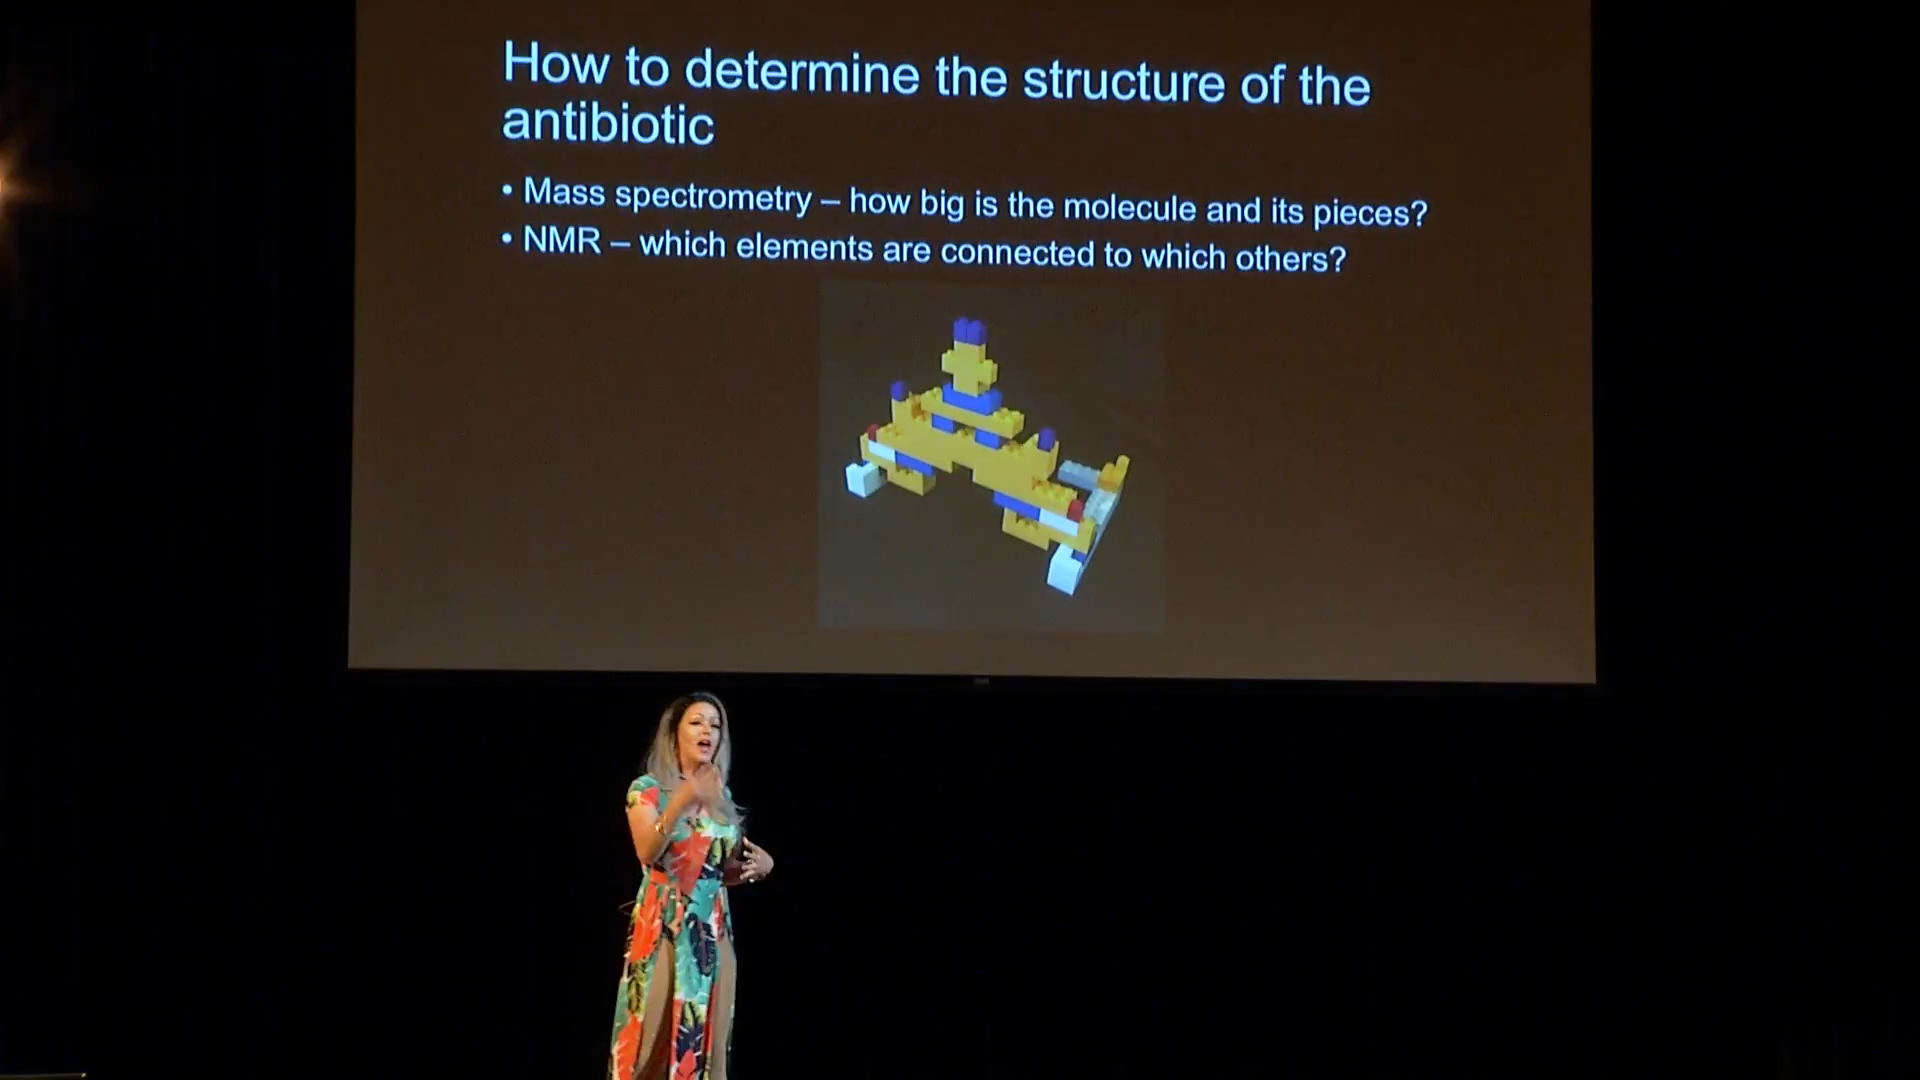 How to determine the structure of the
antibiotic
• Mass spectrometry – how big is the molecule and its pieces?
• NMR – which elements are connected to which others?